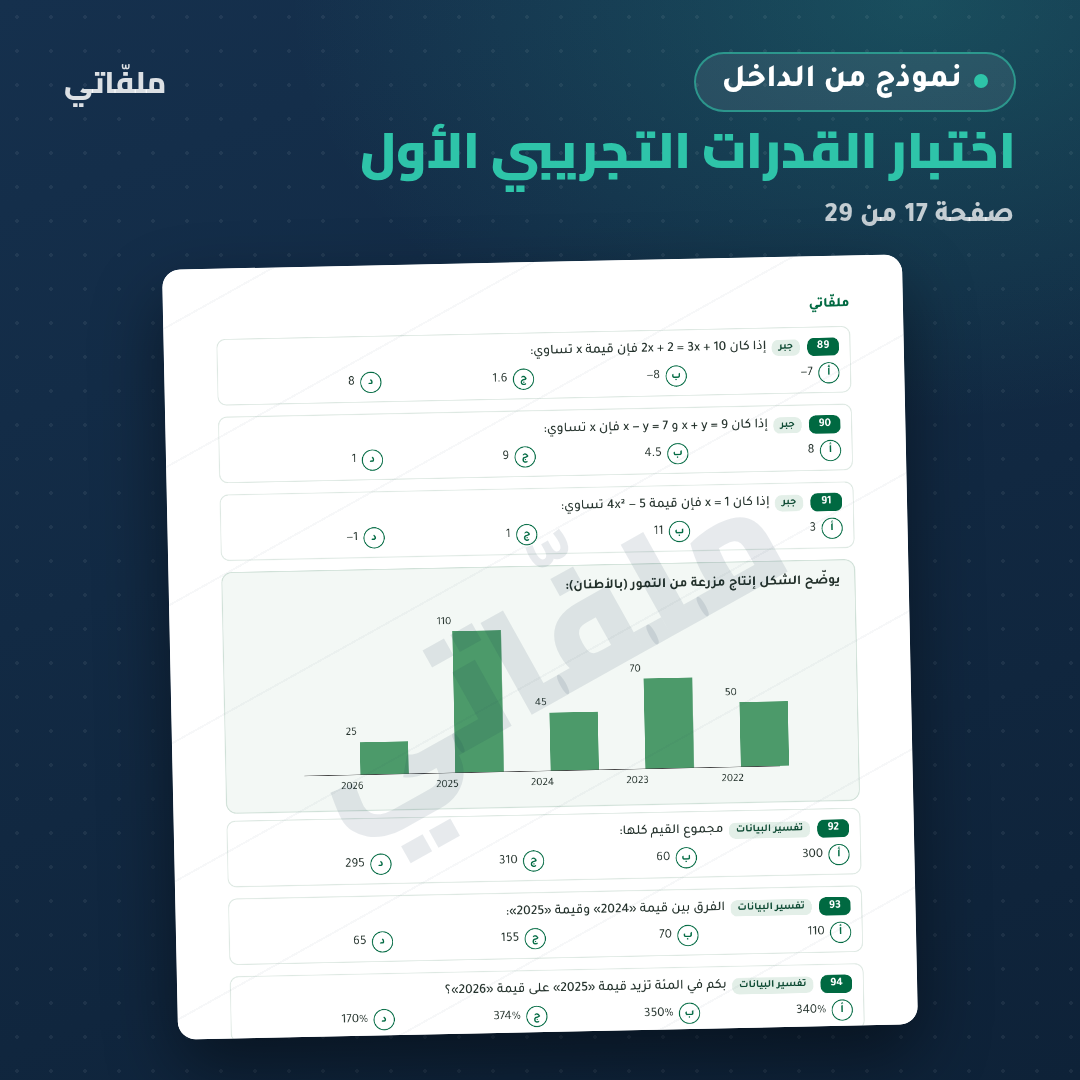 نموذج من الداخل
ملفّاتي
اختبار القدرات التجريبي الأول
صفحة 17 من 29
ملفّاتي
89 جبر إذا كان 2x + 2 = 3x + 10 فإن قيمة x تساوي:
أ −7 ب −8 ج 1.6 د 8
90 جبر إذا كان x + y = 9 و x − y = 7 فإن x تساوي:
أ 8 ب 4.5 ج 9 د 1
91 جبر إذا كان x = 1 فإن قيمة 4x² − 5 تساوي:
أ 3 ب 11 ج 1 د −1
يوضّح الشكل إنتاج مزرعة من التمور (بالأطنان):
50 70 45 110 25
2022 2023 2024 2025 2026
ملفّاتي
92 تفسير البيانات مجموع القيم كلها:
أ 300 ب 60 ج 310 د 295
93 تفسير البيانات الفرق بين قيمة «2024» وقيمة «2025»:
أ 110 ب 70 ج 155 د 65
94 تفسير البيانات بكم في المئة تزيد قيمة «2025» على قيمة «2026»؟
أ 340% ب 350% ج 374% د 170%